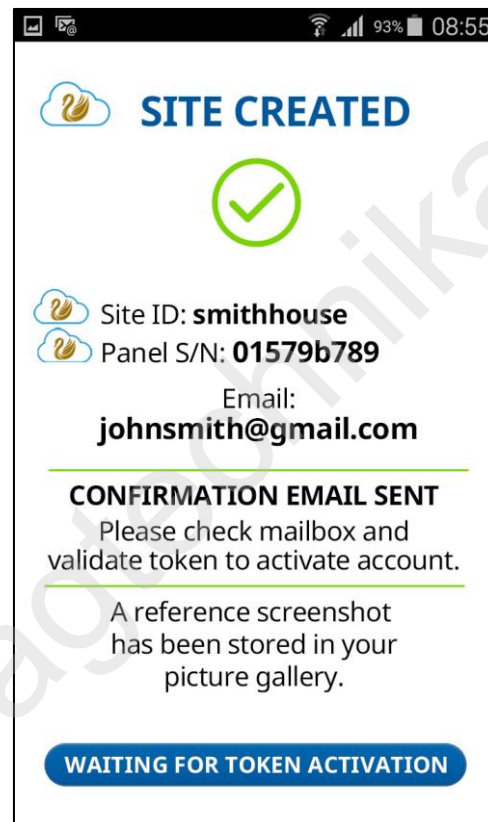 93% 08:55
SITE CREATED
Site ID: smithhouse
Panel S/N: 01579b789
Email:
johnsmith@gmail.com
CONFIRMATION EMAIL SENT
Please check mailbox and
validate token to activate account.
A reference screenshot
has been stored in your
picture gallery.
WAITING FOR TOKEN ACTIVATION